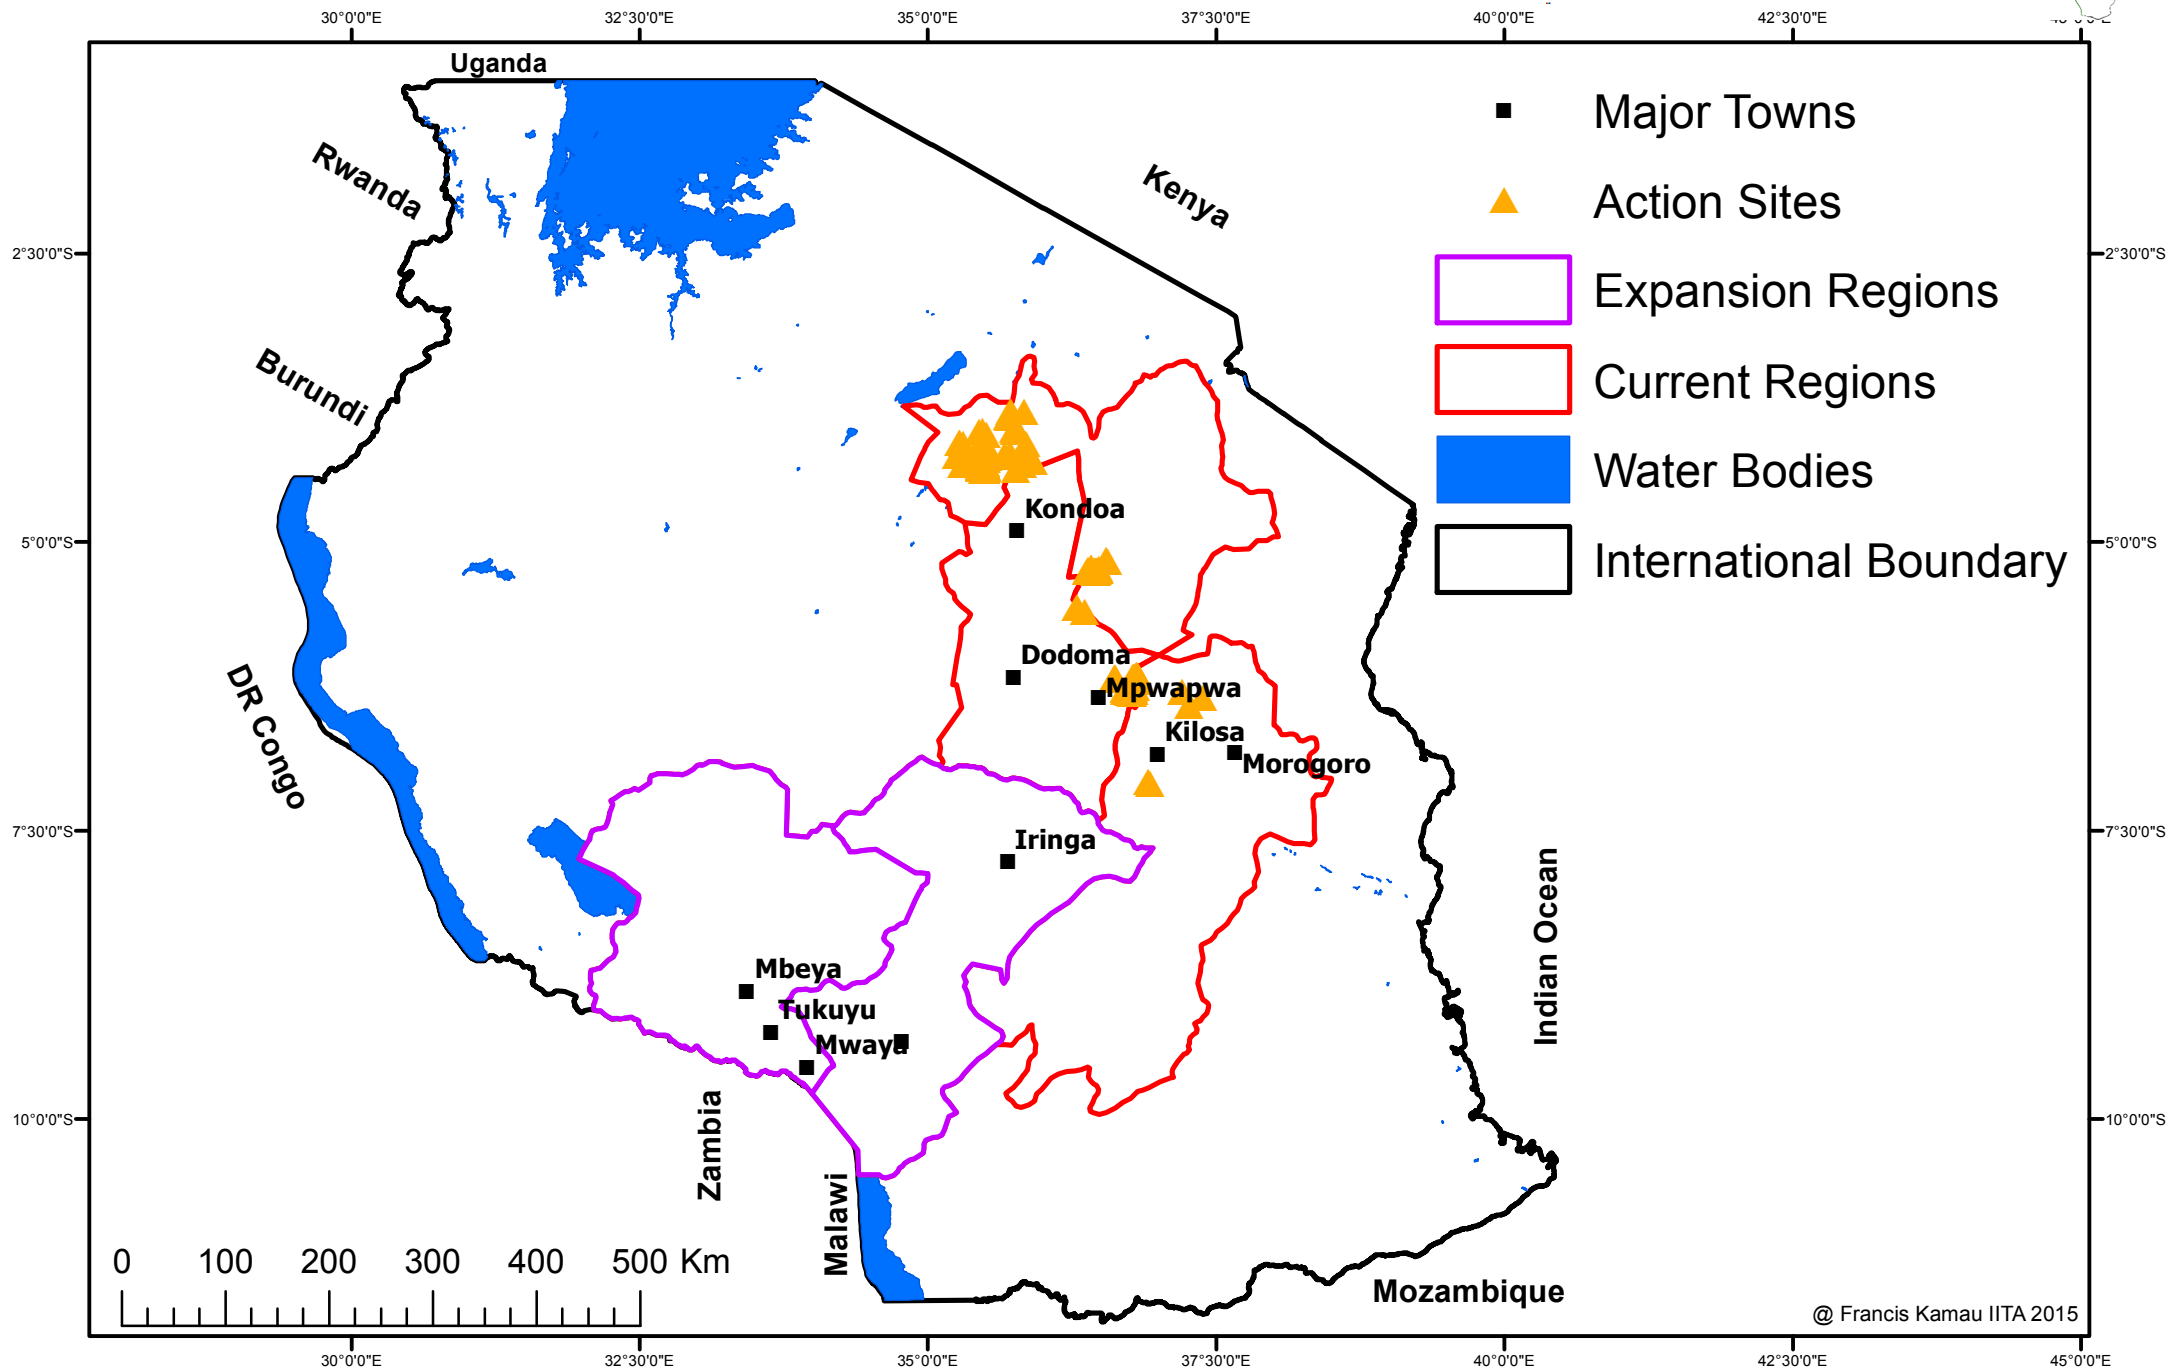 30°0'0"E
32°30'0"E
35°0'0"E
37°30'0"E
40°0'0"E
42°30'0"E
Uganda
Major Towns
Rwanda
Kenya
Action Sites
2°30'0"S
2°30'0"S
Expansion Regions
Burundi
Current Regions
Water Bodies
Kondoa
5°0'0"S
5°0'0"S
International Boundary
Dodoma
Mpwapwa
DR Congo
Kilosa
Morogoro
7°30'0"S
7°30'0"S
Iringa
Indian Ocean
Mbeya
Tukuyu
Mwaya
10°0'0"S
10°0'0"S
Zambia
Malawi
0 100 200 300 400 500 Km
Mozambique
@ Francis Kamau IITA 2015
30°0'0"E
32°30'0"E
35°0'0"E
37°30'0"E
40°0'0"E
42°30'0"E
45°0'0"E